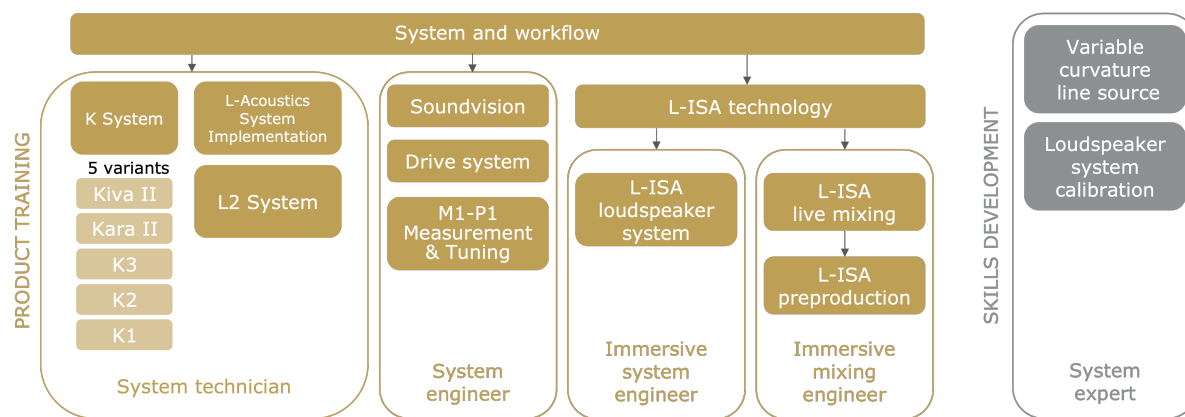 System and workflow
PRODUCT TRAINING
K System
5 variants
Kiva II
Kara II
K3
K2
K1
L-Acoustics
System
Implementation
L2 System
System technician
Soundvision
Drive system
M1-P1
Measurement
& Tuning
System
engineer
L-ISA technology
L-ISA
loudspeaker
system
Immersive
system
engineer
L-ISA
live mixing
L-ISA
preproduction
Immersive
mixing
engineer
SKILLS DEVELOPMENT
Variable
curvature
line source
Loudspeaker
system
calibration
System
expert